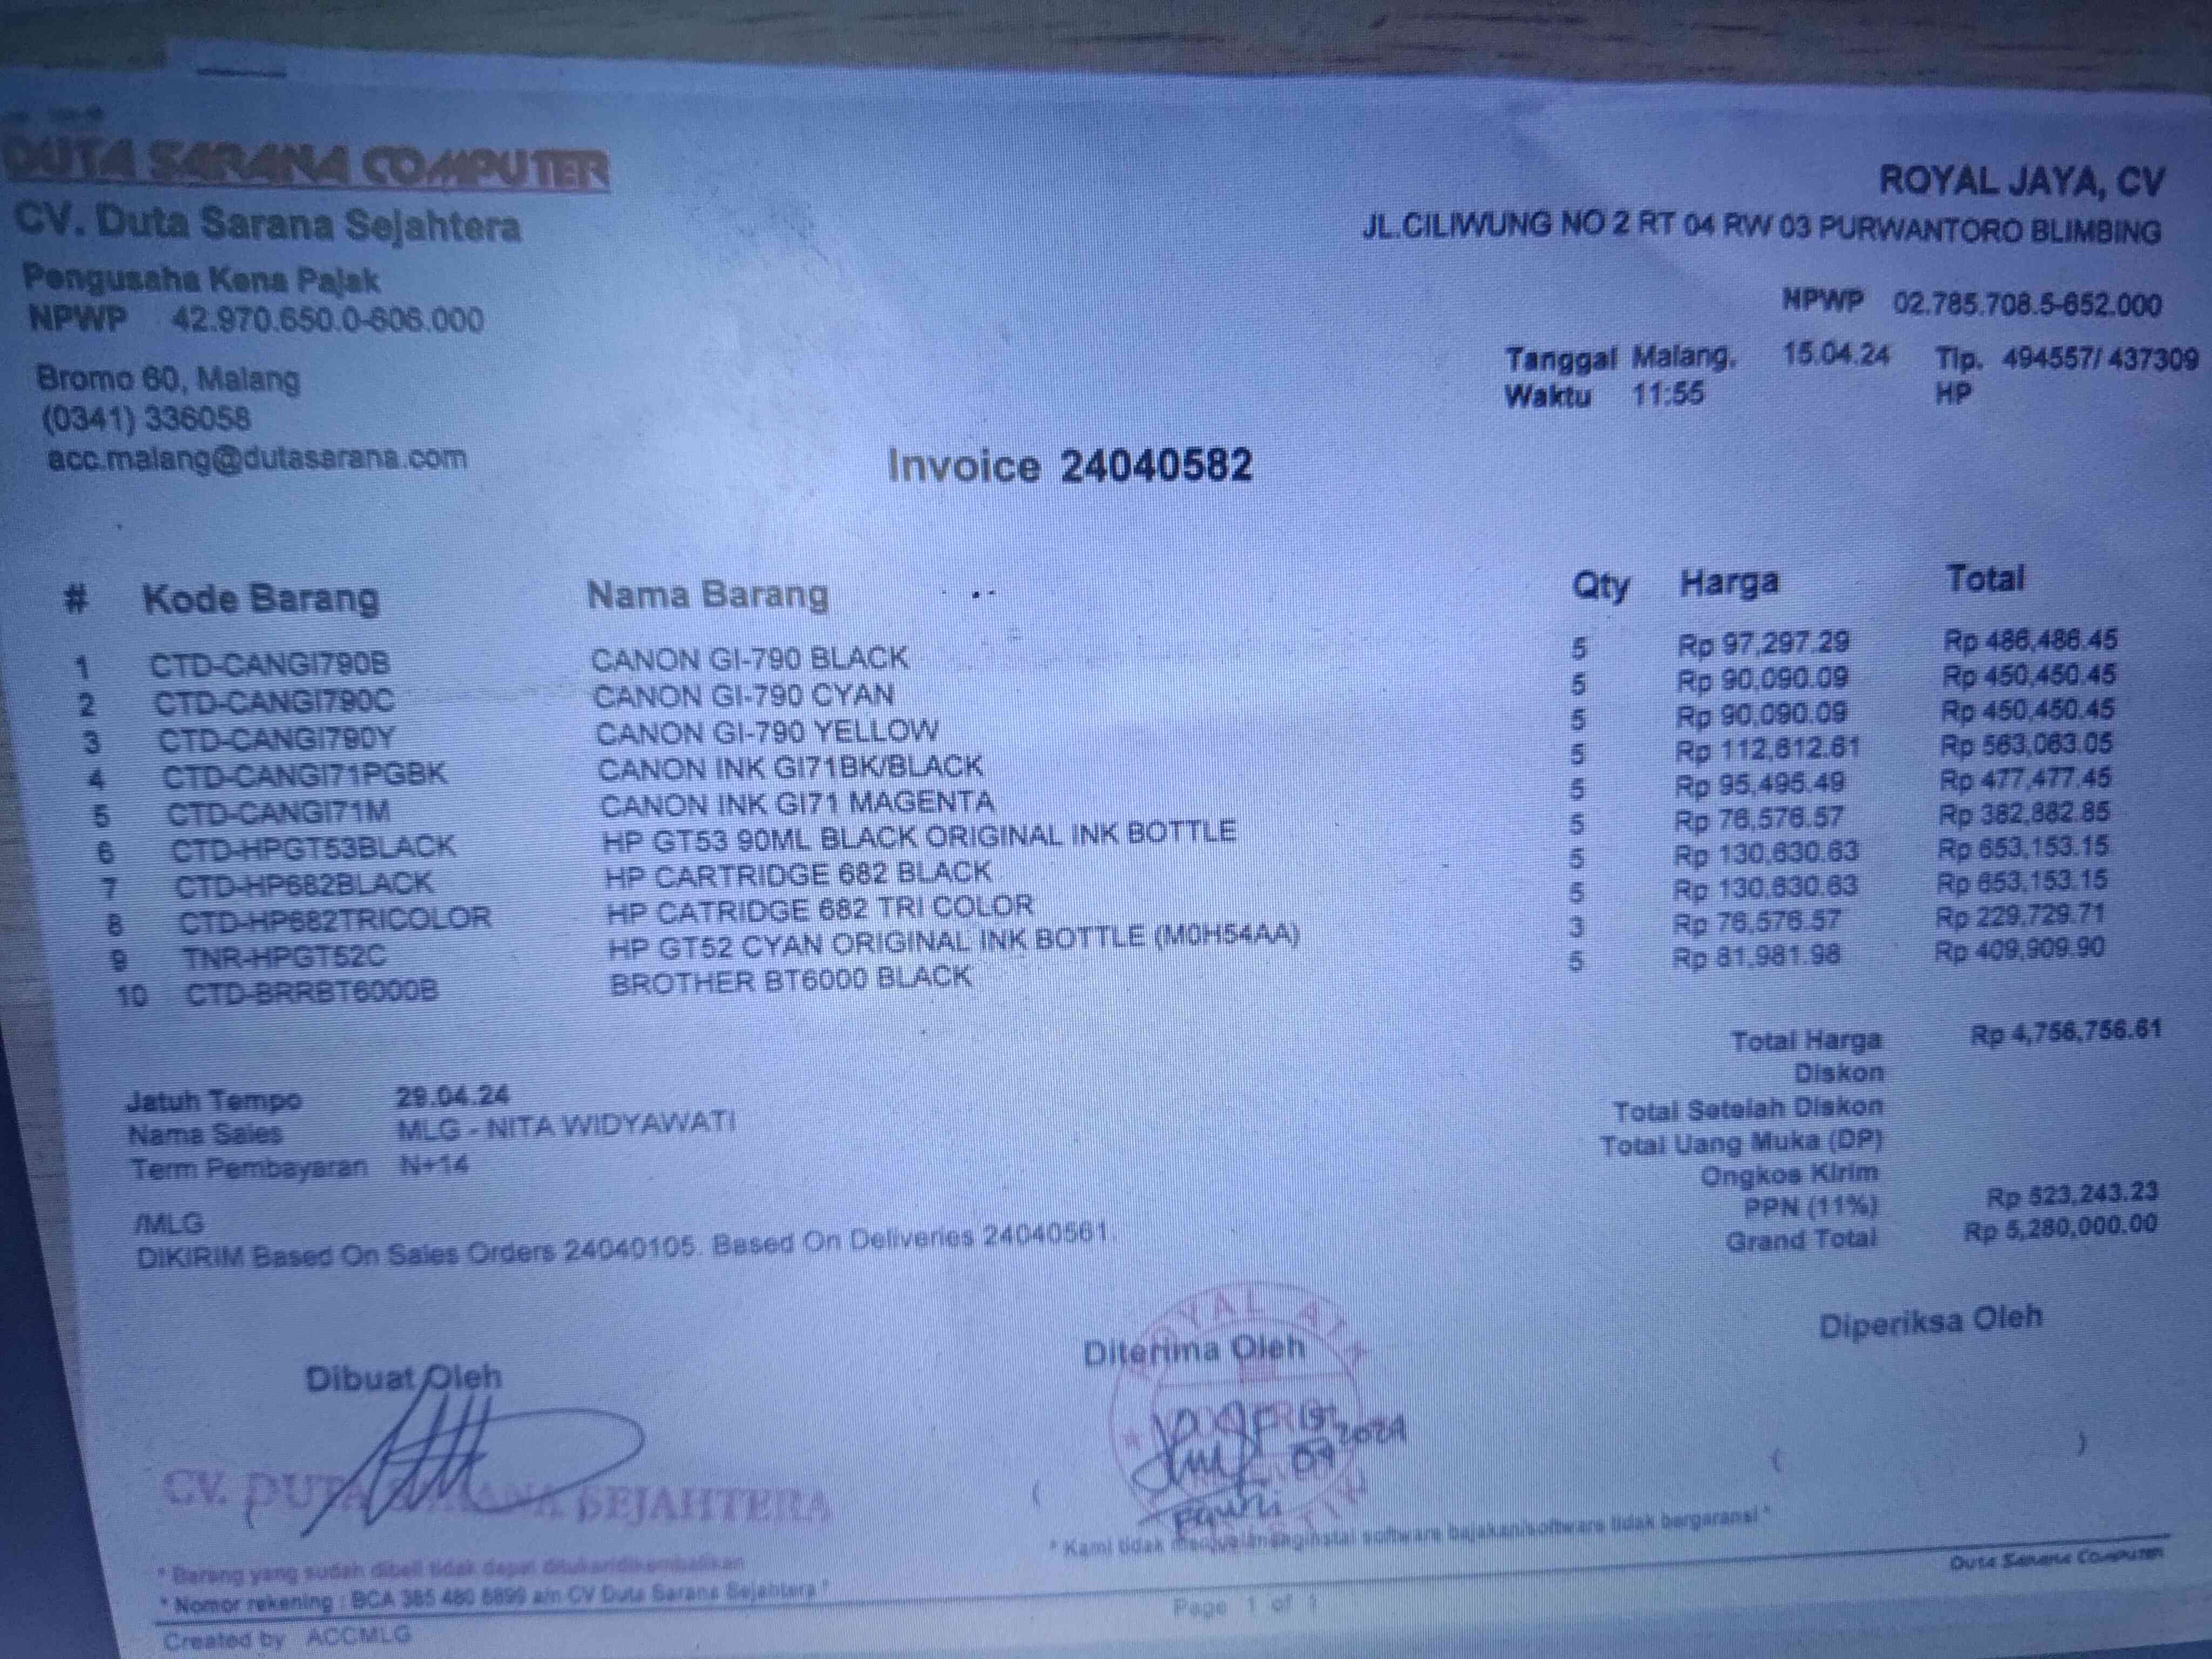 DUTA SARANA COMPUTER
CV. Duta Sarana Sejahtera
Pengusaha Kena Pajak
NPWP 42.970.650.0-606.000
Bromo 60, Malang
(0341) 336058
acc.malang@dutasarana.com
ROYAL JAYA, CV
JL.CILIWUNG NO 2 RT 04 RW 03 PURWANTORO BLIMBING
NPWP 02.785.708.5-652.000
Tanggal Malang, 15.04.24 Tlp. 494557/ 437309
Waktu 11:55 HP
Invoice 24040582
# Kode Barang Nama Barang Qty Harga Total
1 CTD-CANGI790B CANON GI-790 BLACK 5 Rp 97,297.29 Rp 486,486.45
2 CTD-CANGI790C CANON GI-790 CYAN 5 Rp 90,090.09 Rp 450,450.45
3 CTD-CANGI790Y CANON GI-790 YELLOW 5 Rp 90,090.09 Rp 450,450.45
4 CTD-CANGI71PGBK CANON INK GI71BK/BLACK 5 Rp 112,612.61 Rp 563,063.05
5 CTD-CANGI71M CANON INK GI71 MAGENTA 5 Rp 95,495.49 Rp 477,477.45
6 CTD-HPGT53BLACK HP GT53 90ML BLACK ORIGINAL INK BOTTLE 5 Rp 76,576.57 Rp 382,882.85
7 CTD-HP682BLACK HP CARTRIDGE 682 BLACK 5 Rp 130,630.63 Rp 653,153.15
8 CTD-HP682TRICOLOR HP CATRIDGE 682 TRI COLOR 5 Rp 130,630.63 Rp 653,153.15
9 TNR-HPGT52C HP GT52 CYAN ORIGINAL INK BOTTLE (M0H54AA) 3 Rp 76,576.57 Rp 229,729.71
10 CTD-BRRBT6000B BROTHER BT6000 BLACK 5 Rp 81,981.98 Rp 409,909.90
Total Harga Rp 4,756,756.61
Diskon
Total Setelah Diskon
Total Uang Muka (DP)
Ongkos Kirim
PPN (11%) Rp 523,243.23
Grand Total Rp 5,280,000.00
Jatuh Tempo 29.04.24
Nama Sales MLG - NITA WIDYAWATI
Term Pembayaran N+14
/MLG
DIKIRIM Based On Sales Orders 24040105. Based On Deliveries 24040561.
Dibuat Oleh
Diterima Oleh
Diperiksa Oleh
CV. DUTA SARANA SEJAHTERA
2024
( ( )
* Barang yang sudah dibeli tidak dapat ditukar/dikembalikan
* Kami tidak menjual/menginstal software bajakan/software tidak bergaransi *
* Nomor rekening : BCA 385 480 8899 a/n CV Duta Sarana Sejahtera *
DUTA SARANA COMPUTER
Page 1 of 1
Created by ACCMLG